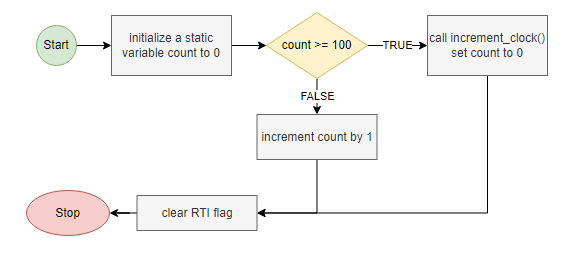 Start
initialize a static
variable count to 0
count >= 100
TRUE
call increment_clock()
set count to 0
FALSE
increment count by 1
clear RTI flag
Stop